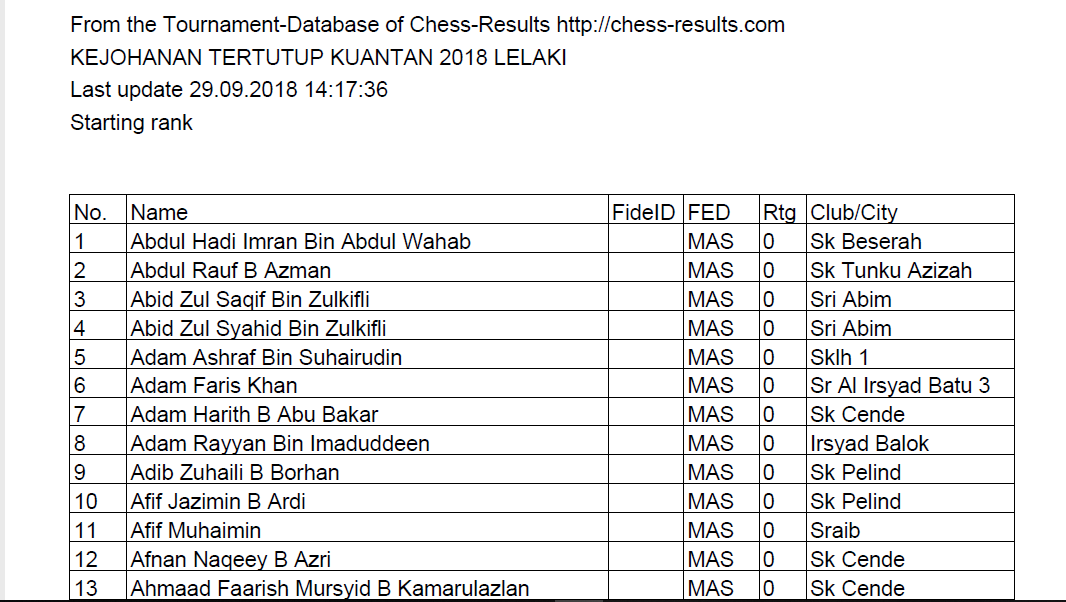 From the Tournament-Database of Chess-Results http://chess-results.com
KEJOHANAN TERTUTUP KUANTAN 2018 LELAKI
Last update 29.09.2018 14:17:36
Starting rank
No. Name FideID FED Rtg Club/City
1 Abdul Hadi Imran Bin Abdul Wahab MAS 0 Sk Beserah
2 Abdul Rauf B Azman MAS 0 Sk Tunku Azizah
3 Abid Zul Saqif Bin Zulkifli MAS 0 Sri Abim
4 Abid Zul Syahid Bin Zulkifli MAS 0 Sri Abim
5 Adam Ashraf Bin Suhairudin MAS 0 Sklh 1
6 Adam Faris Khan MAS 0 Sr Al Irsyad Batu 3
7 Adam Harith B Abu Bakar MAS 0 Sk Cende
8 Adam Rayyan Bin Imaduddeen MAS 0 Irsyad Balok
9 Adib Zuhaili B Borhan MAS 0 Sk Pelind
10 Afif Jazimin B Ardi MAS 0 Sk Pelind
11 Afif Muhaimin MAS 0 Sraib
12 Afnan Naqeey B Azri MAS 0 Sk Cende
13 Ahmaad Faarish Mursyid B Kamarulazlan MAS 0 Sk Cende